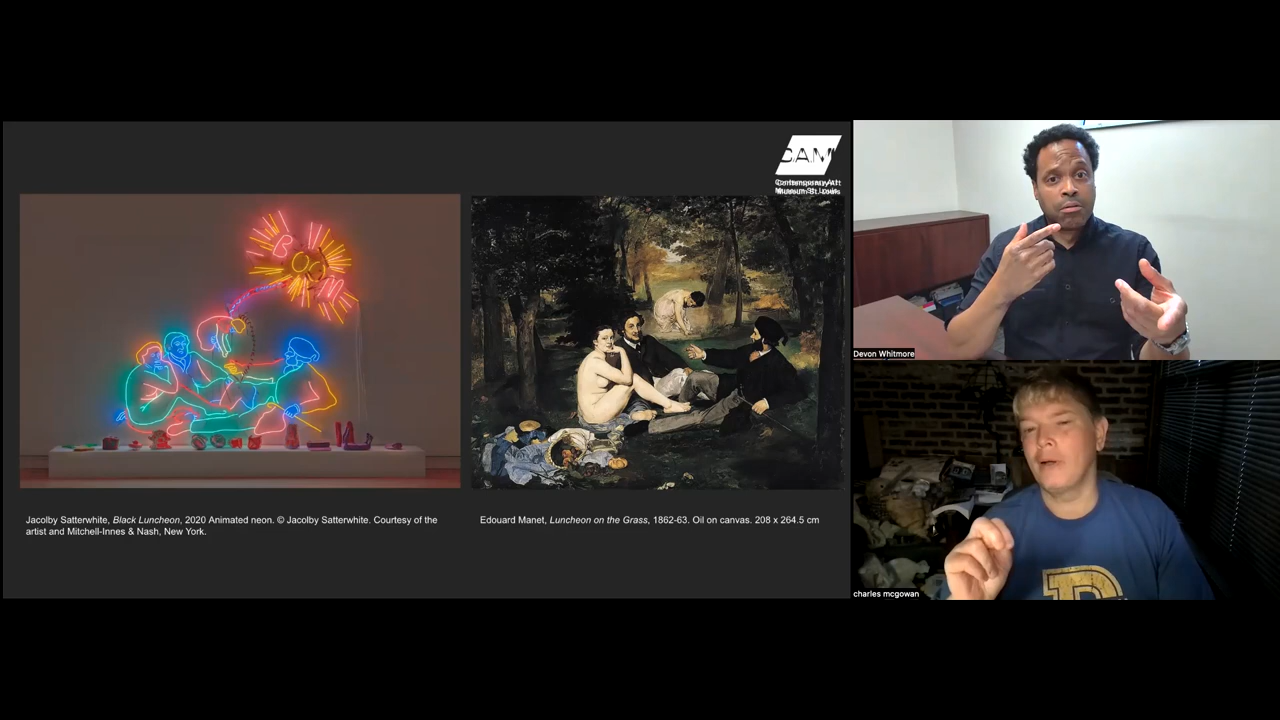 CAM
Contemporary Art
Museum St. Louis
BOOM
Jacolby Satterwhite, Black Luncheon, 2020 Animated neon. © Jacolby Satterwhite. Courtesy of the
artist and Mitchell-Innes & Nash, New York.
Edouard Manet, Luncheon on the Grass, 1862-63. Oil on canvas. 208 x 264.5 cm
Devon Whitmore
charles mcgowan